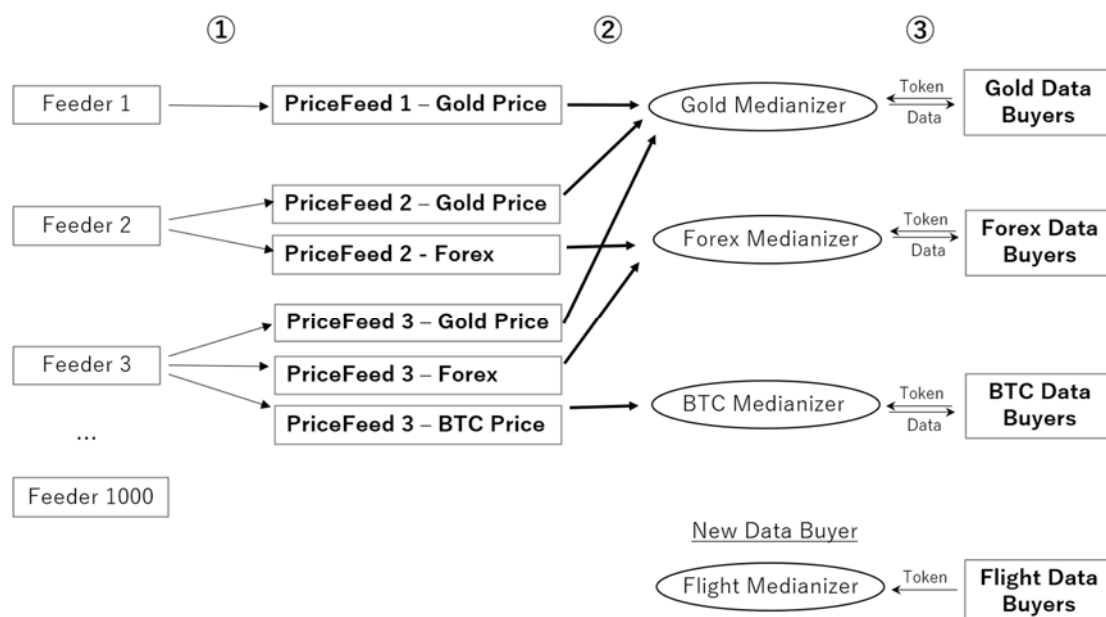 ① ② ③
Feeder 1
PriceFeed 1 – Gold Price
Gold Medianizer
Token
Data
Gold Data
Buyers
Feeder 2
PriceFeed 2 – Gold Price
PriceFeed 2 - Forex
Forex Medianizer
Token
Data
Forex Data
Buyers
Feeder 3
PriceFeed 3 – Gold Price
PriceFeed 3 – Forex
PriceFeed 3 – BTC Price
BTC Medianizer
Token
Data
BTC Data
Buyers
...
Feeder 1000
New Data Buyer
Flight Medianizer
Token
Flight Data
Buyers